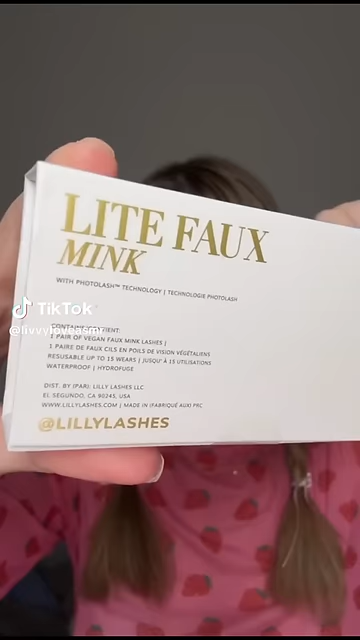 LITE FAUX
MINK
WITH PHOTOLASH™ TECHNOLOGY | TECHNOLOGIE PHOTOLASH
TikTok
@livvylovesasmr
1 PAIR OF VEGAN FAUX MINK LASHES |
1 PAIRE DE FAUX CILS EN POILS DE VISION VÉGÉTALIENS
RESUSABLE UP TO 15 WEARS | JUSQU'À 15 UTILISATIONS
WATERPROOF | HYDROFUGE
DIST. BY (PAR): LILLY LASHES LLC
EL SEGUNDO, CA 90245, USA
WWW.LILLYLASHES.COM | MADE IN (FABRIQUÉ AUX) PRC
@LILLYLASHES